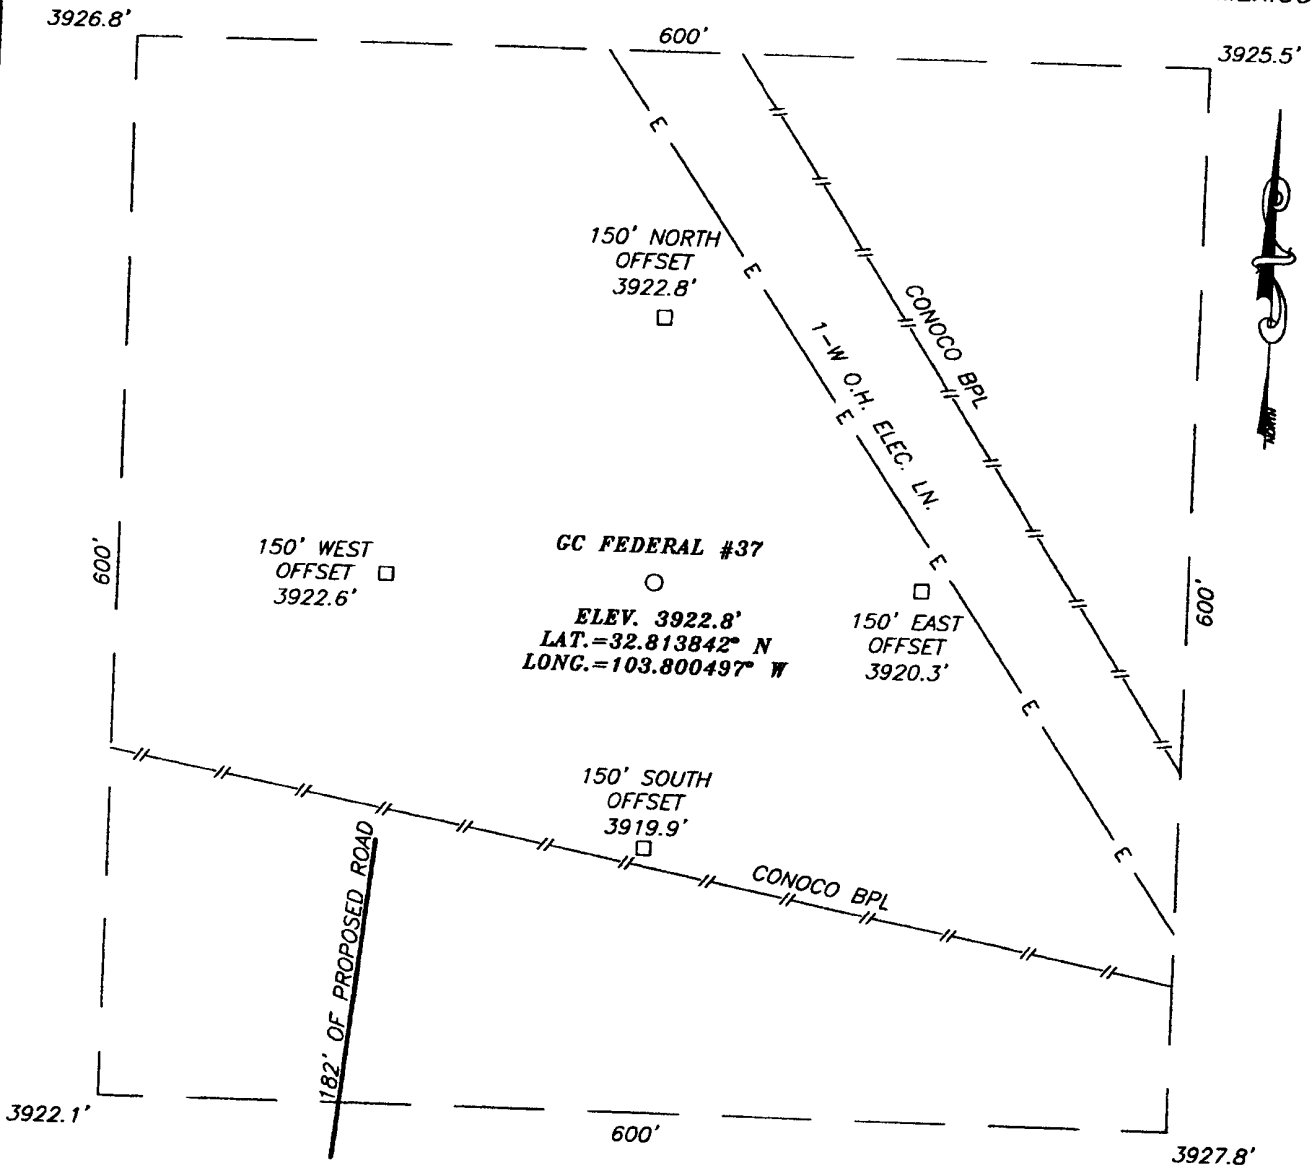 3926.8'
600'
3925.5'
150' NORTH
OFFSET
3922.8'
E
E
E
E
E
E
CONOCO BPL
1-W O.H. ELEC. LN.
NORTH
600'
150' WEST
OFFSET
3922.6'
GC FEDERAL #37
ELEV. 3922.8'
LAT.=32.813842° N
LONG.=103.800497° W
150' EAST
OFFSET
3920.3'
600'
150' SOUTH
OFFSET
3919.9'
CONOCO BPL
182' OF PROPOSED ROAD
3922.1'
600'
3927.8'